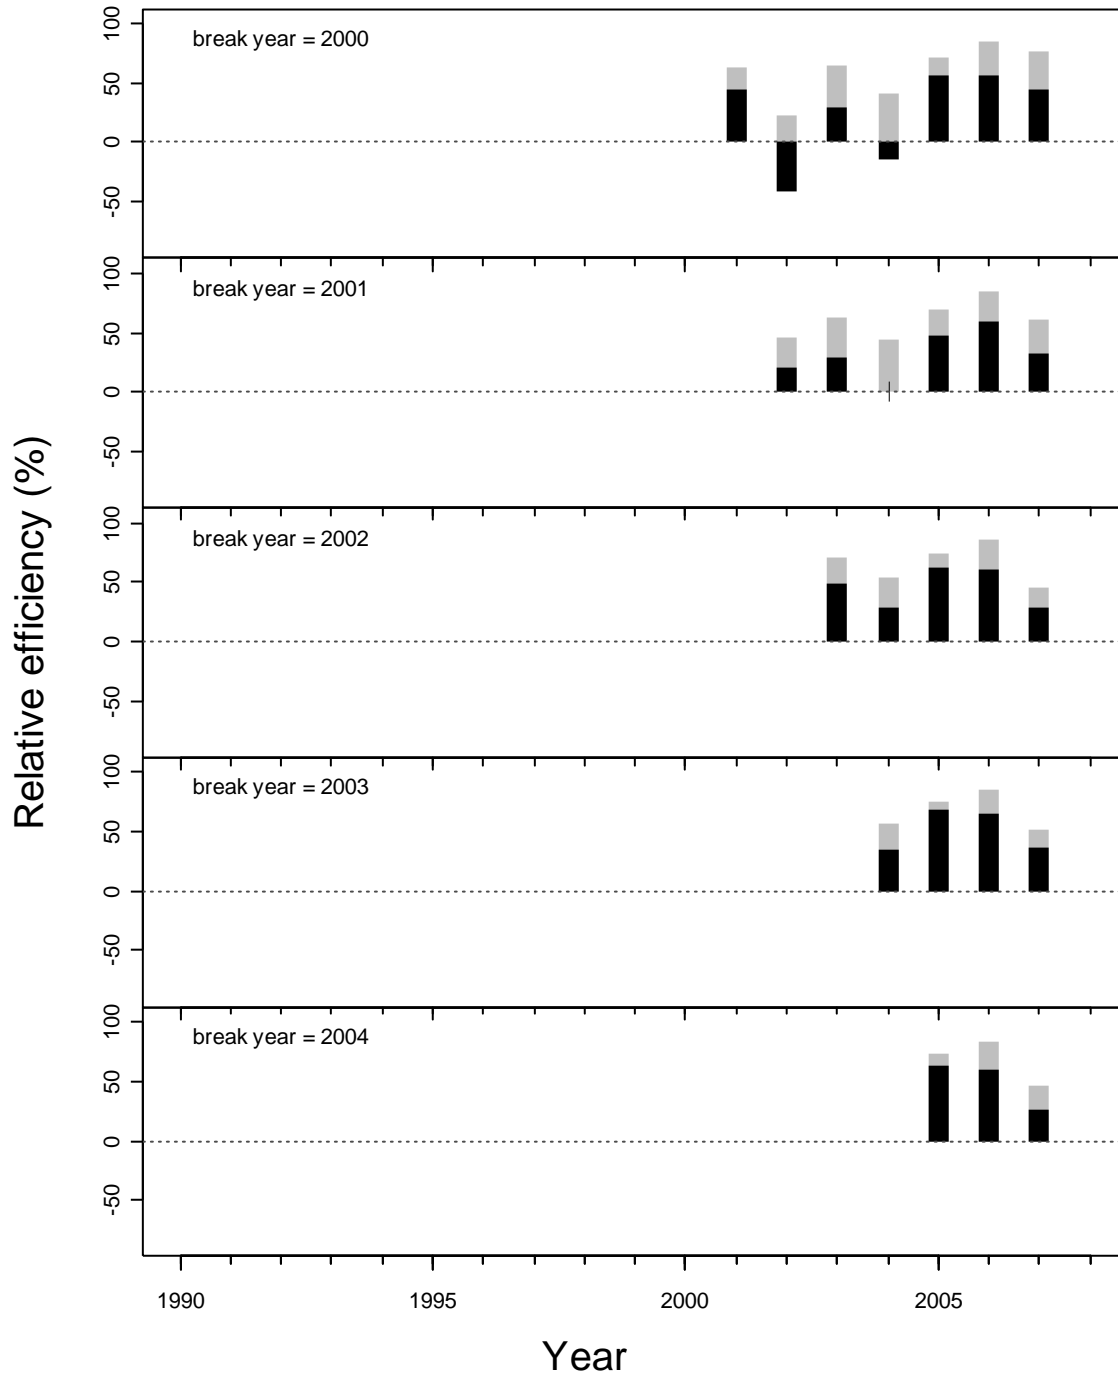 Relative efficiency (%)
break year = 2000
100
50
0
-50
break year = 2001
100
50
0
-50
break year = 2002
100
50
0
-50
break year = 2003
100
50
0
-50
break year = 2004
100
50
0
-50
1990 1995 2000 2005
Year